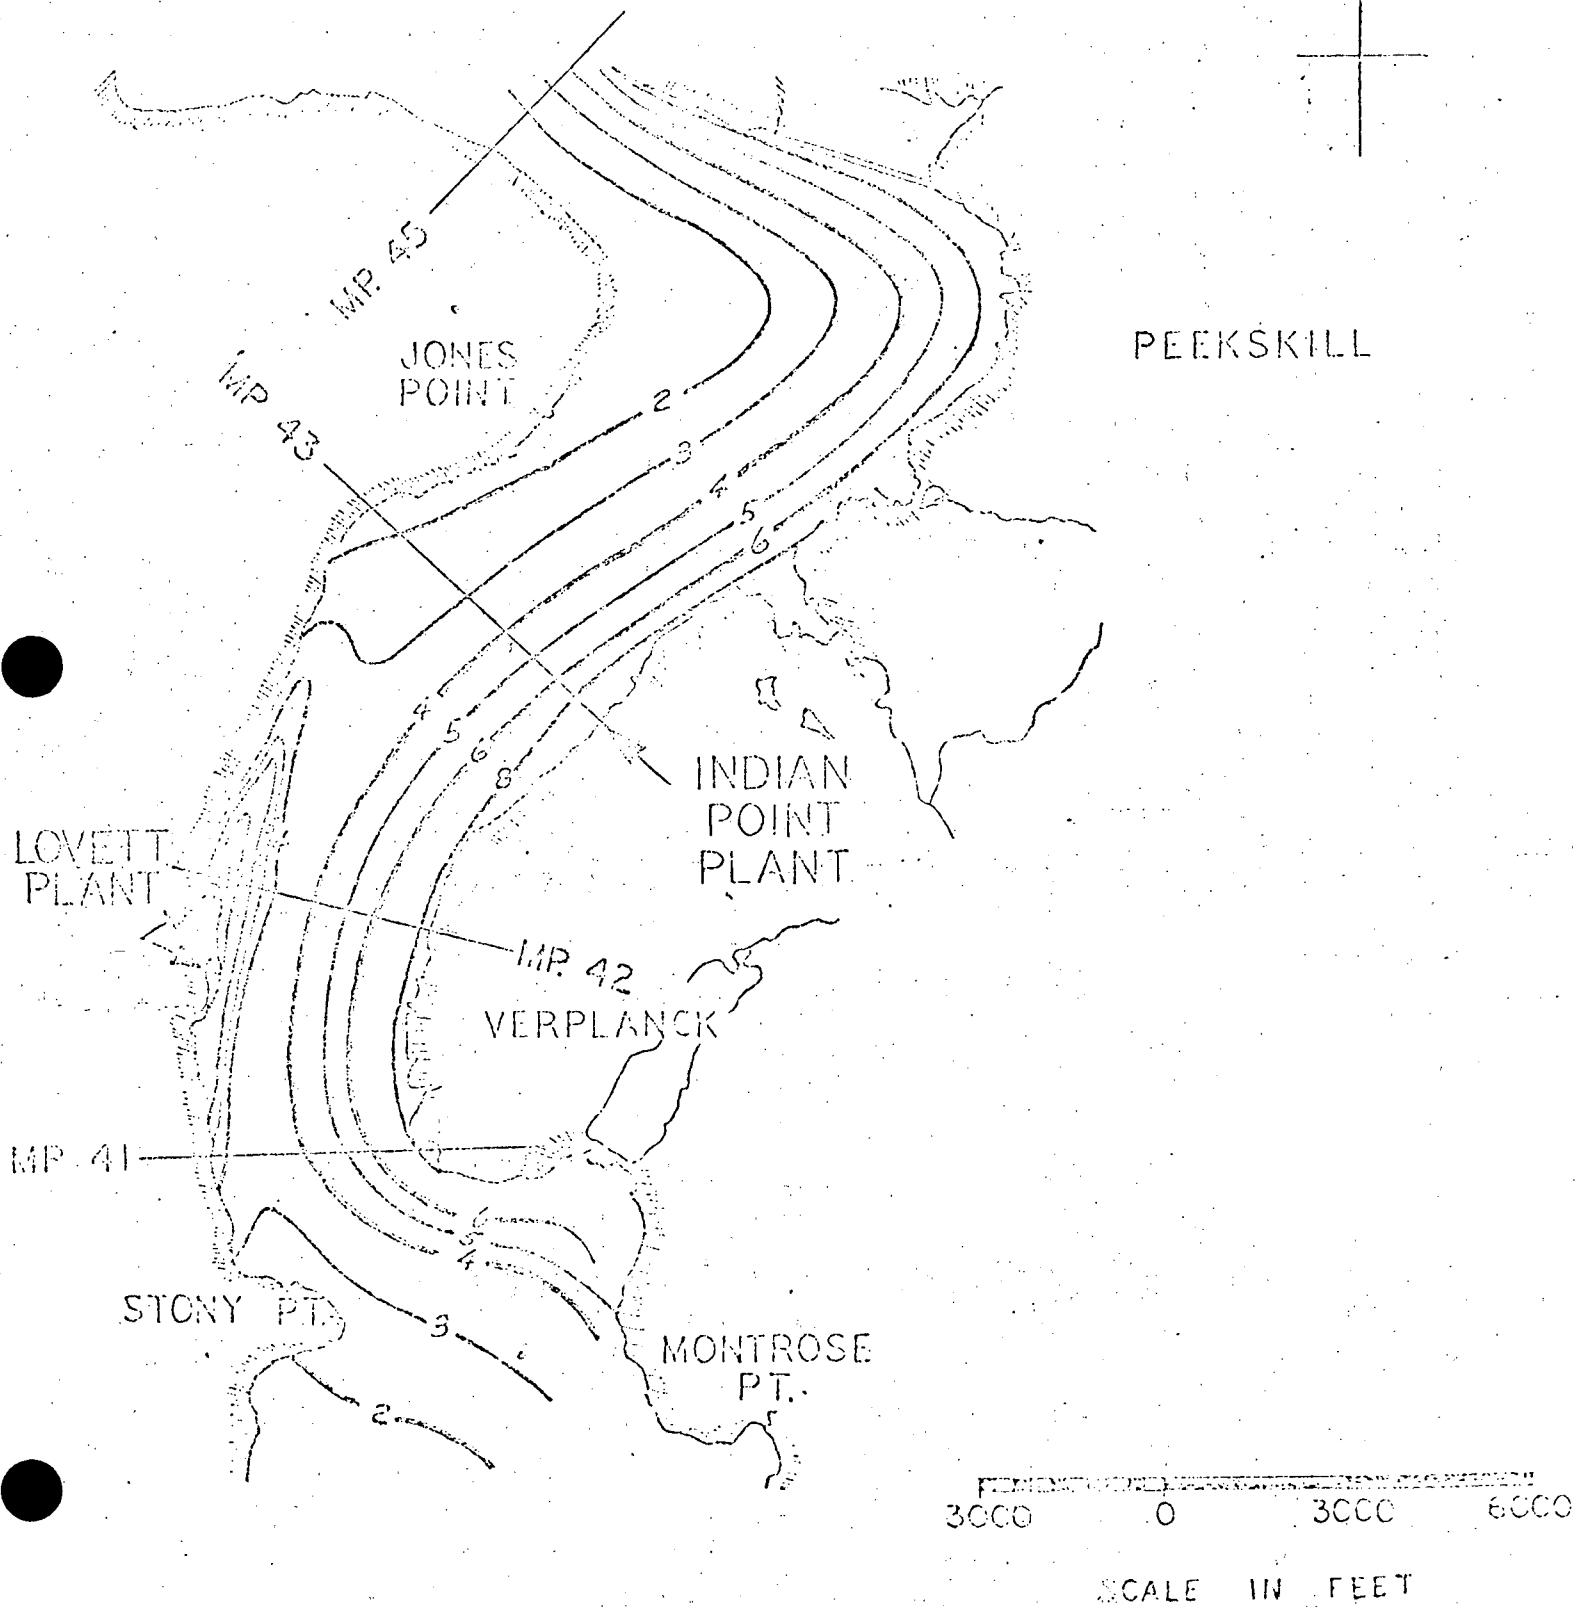 MP. 45
JONES
POINT
PEEKSKILL
MP. 43
2
3
4
5
6
4
5
6
8
INDIAN
POINT
PLANT
LOVETT
PLANT
MP. 42
VERPLANCK
MP. 41
6
5
4
STONY PT.
3
MONTROSE
PT.
2
3000 0 3000 6000
SCALE IN FEET